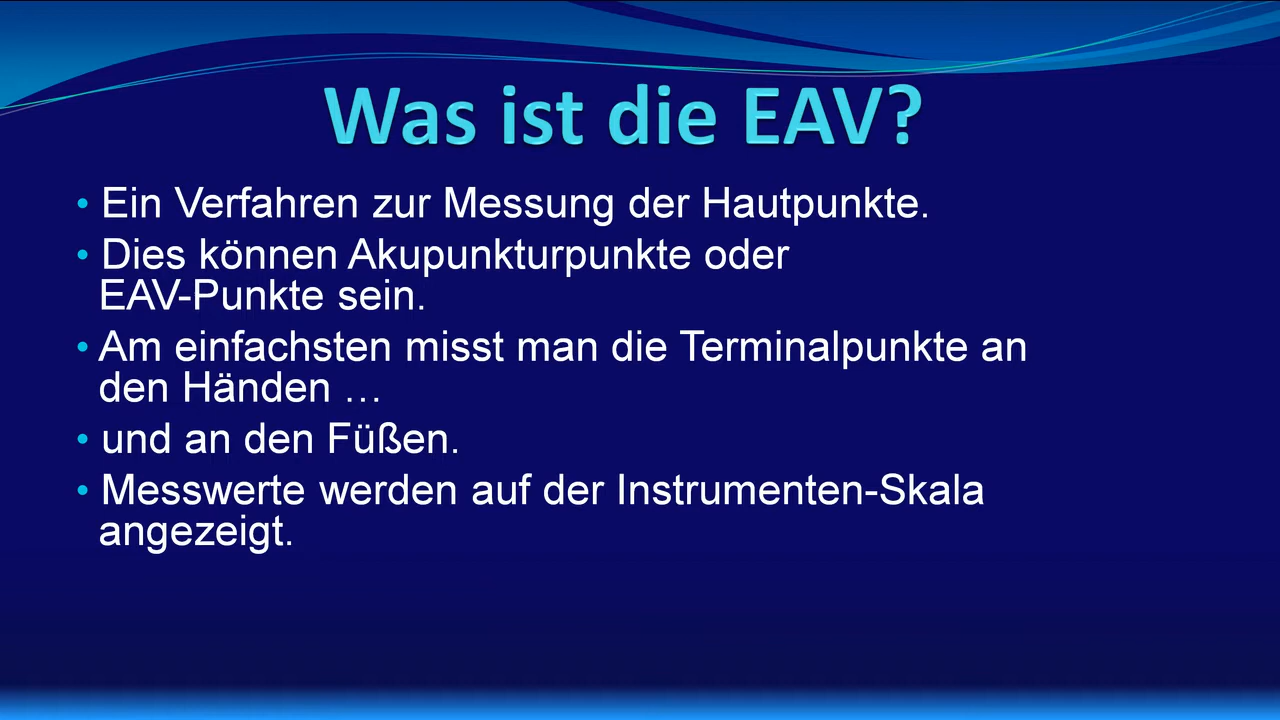 Was ist die EAV?
• Ein Verfahren zur Messung der Hautpunkte.
• Dies können Akupunkturpunkte oder
EAV-Punkte sein.
• Am einfachsten misst man die Terminalpunkte an
den Händen …
• und an den Füßen.
• Messwerte werden auf der Instrumenten-Skala
angezeigt.